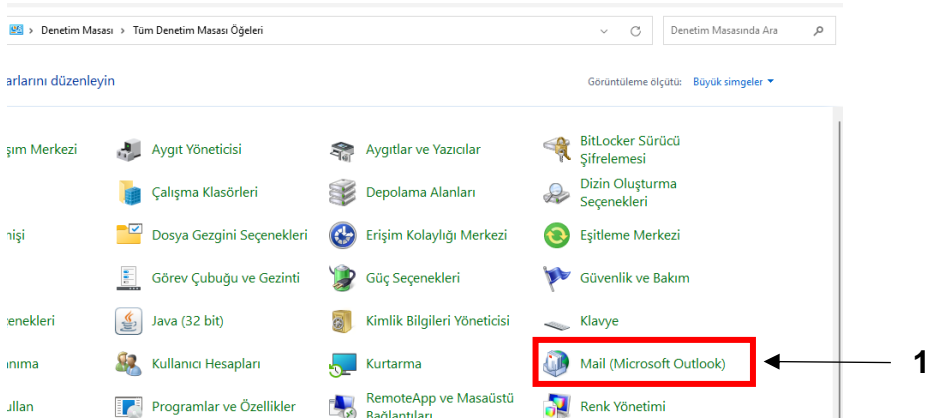 Denetim Masası > Tüm Denetim Masası Öğeleri
Denetim Masasında Ara
arlarını düzenleyin
Görüntüleme ölçütü: Büyük simgeler
şım Merkezi
Aygıt Yöneticisi
Aygıtlar ve Yazıcılar
BitLocker Sürücü
Şifrelemesi
Çalışma Klasörleri
Depolama Alanları
Dizin Oluşturma
Seçenekleri
nişi
Dosya Gezgini Seçenekleri
Erişim Kolaylığı Merkezi
Eşitleme Merkezi
Görev Çubuğu ve Gezinti
Güç Seçenekleri
Güvenlik ve Bakım
enekleri
Java (32 bit)
Kimlik Bilgileri Yöneticisi
Klavye
nıma
Kullanıcı Hesapları
Kurtarma
Mail (Microsoft Outlook)
1
ullan
Programlar ve Özellikler
RemoteApp ve Masaüstü
Bağlantıları
Renk Yönetimi